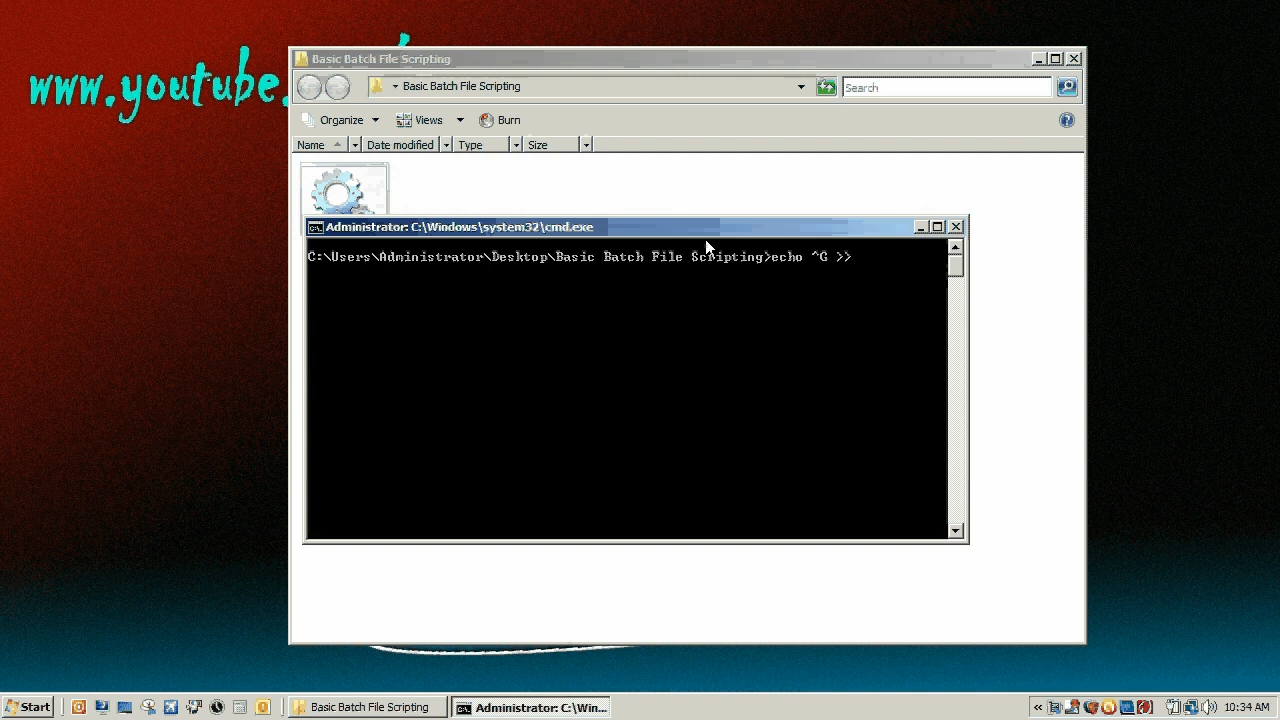 www.youtube.
Basic Batch File Scripting
Basic Batch File Scripting
Search
Organize
Views
Burn
Name
Date modified
Type
Size
Administrator: C:\Windows\system32\cmd.exe
C:\Users\Administrator\Desktop\Basic Batch File Scripting>echo ^G >>
Start
Basic Batch File Scripting
Administrator: C:\Win...
10:34 AM